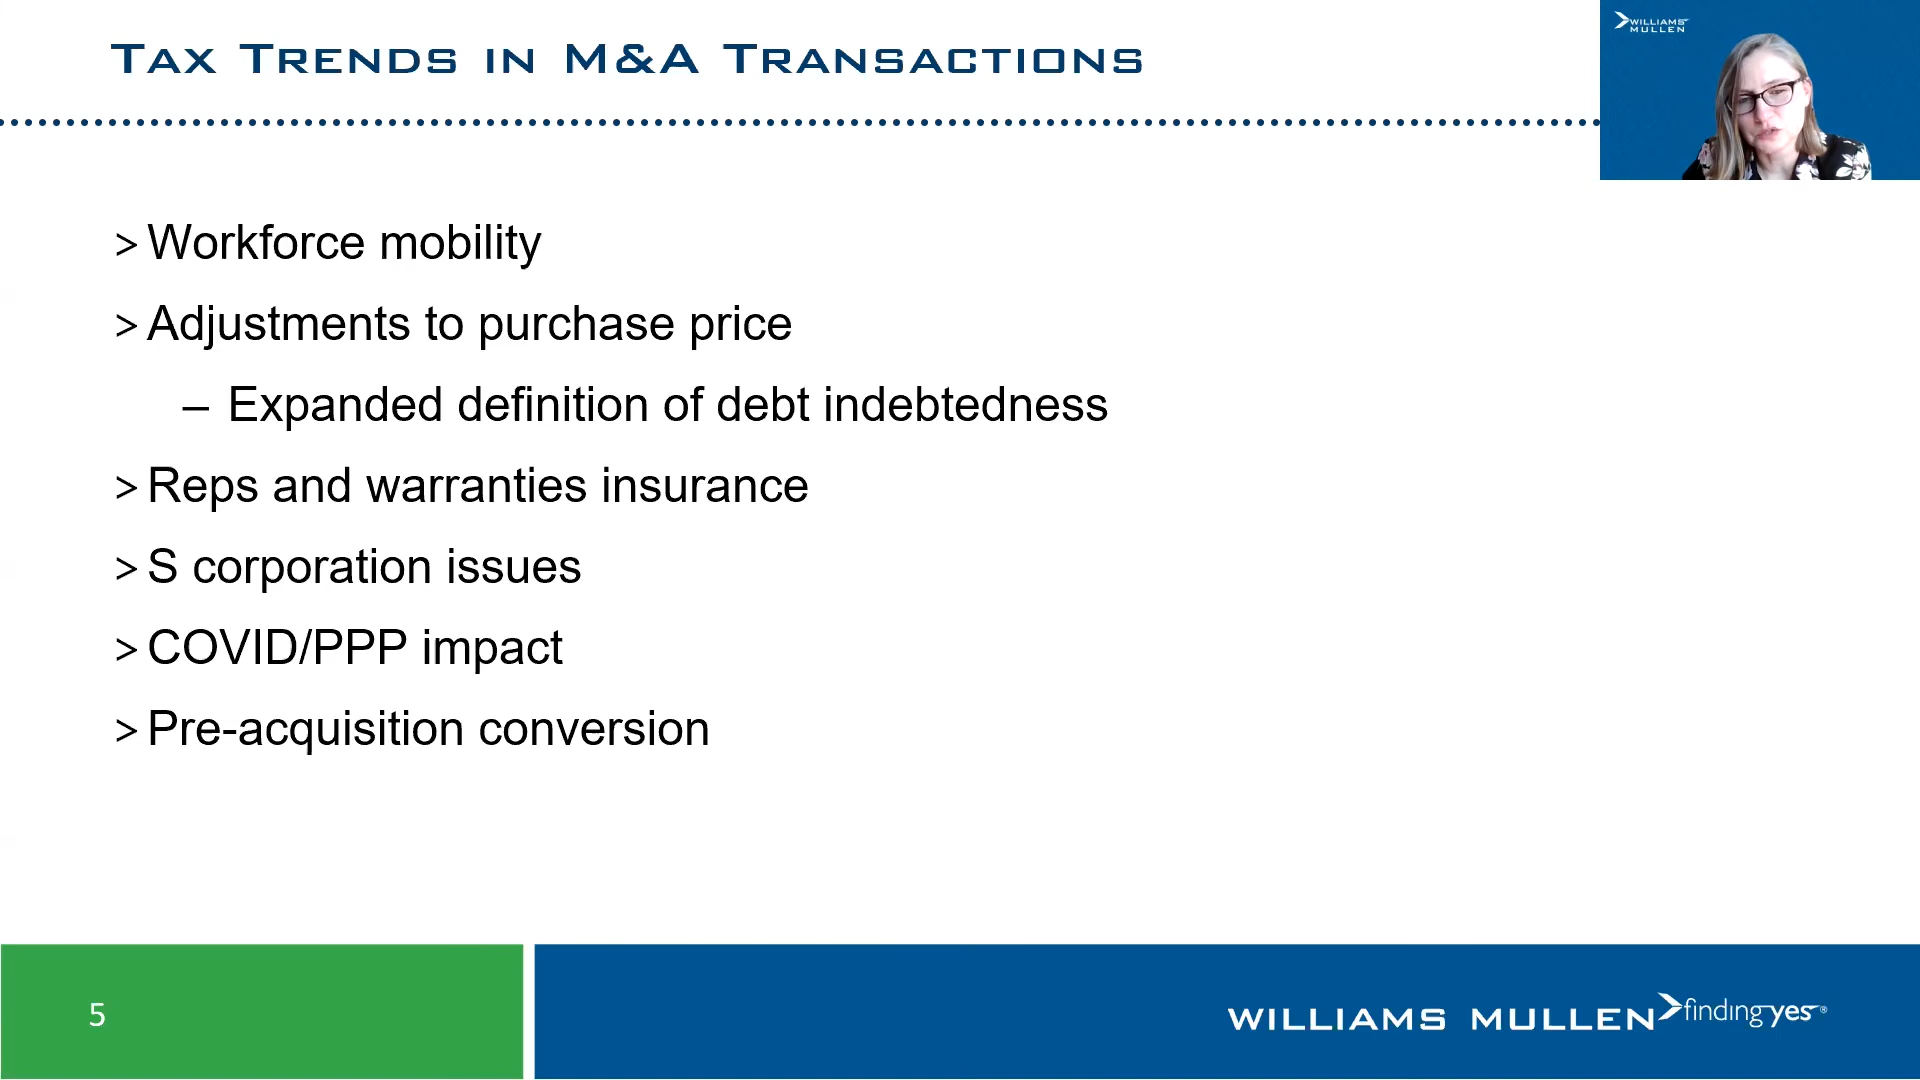 TAX TRENDS IN M&A TRANSACTIONS
WILLIAMS
MULLEN
> Workforce mobility
> Adjustments to purchase price
– Expanded definition of debt indebtedness
> Reps and warranties insurance
> S corporation issues
> COVID/PPP impact
> Pre-acquisition conversion
5
WILLIAMS MULLEN finding yes®